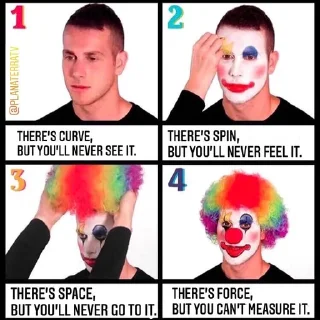 1
2
@PLANATERRATV
THERE'S CURVE,
BUT YOU'LL NEVER SEE IT.
THERE'S SPIN,
BUT YOU'LL NEVER FEEL IT.
3
4
THERE'S SPACE,
BUT YOU'LL NEVER GO TO IT.
THERE'S FORCE,
BUT YOU CAN'T MEASURE IT.